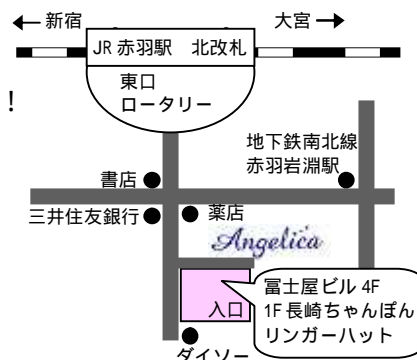 ← 新宿
大宮 →
JR 赤羽駅 北改札
東口
ロータリー
!
地下鉄南北線
赤羽岩淵駅
書店
三井住友銀行
薬店
Angelica
富士屋ビル 4F
1F 長崎ちゃんぽん
リンガーハット
入口
ダイソー